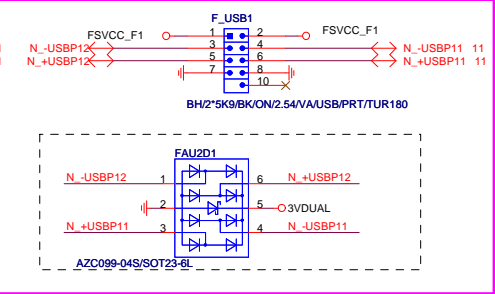 F_USB1
FSVCC_F1 1 2 FSVCC_F1
N_-USBP12 3 4 N_-USBP11 11
N_+USBP12 5 6 N_+USBP11 11
7 8
10
BH/2*5K9/BK/ON/2.54/VA/USB/PRT/TUR180
FAU2D1
N_-USBP12 1 6 N_+USBP12
2 5 3VDUAL
N_+USBP11 3 4 N_-USBP11
AZC099-04S/SOT23-6L